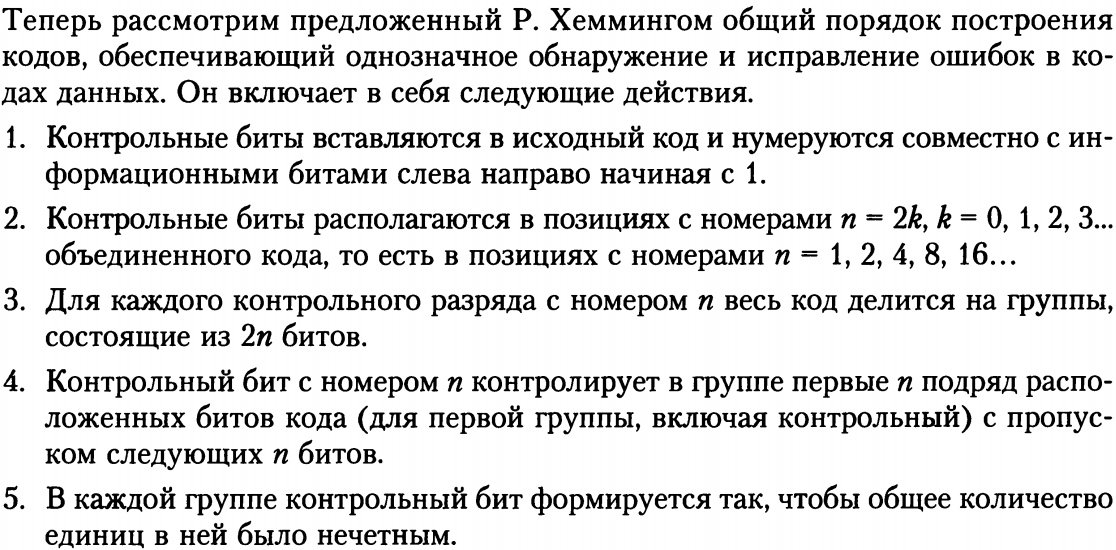 Теперь рассмотрим предложенный Р. Хеммингом общий порядок построения
кодов, обеспечивающий однозначное обнаружение и исправление ошибок в ко-
дах данных. Он включает в себя следующие действия.
1. Контрольные биты вставляются в исходный код и нумеруются совместно с ин-
формационными битами слева направо начиная с 1.
2. Контрольные биты располагаются в позициях с номерами n = 2k, k = 0, 1, 2, 3...
объединенного кода, то есть в позициях с номерами n = 1, 2, 4, 8, 16...
3. Для каждого контрольного разряда с номером n весь код делится на группы,
состоящие из 2n битов.
4. Контрольный бит с номером n контролирует в группе первые n подряд распо-
ложенных битов кода (для первой группы, включая контрольный) с пропус-
ком следующих n битов.
5. В каждой группе контрольный бит формируется так, чтобы общее количество
единиц в ней было нечетным.